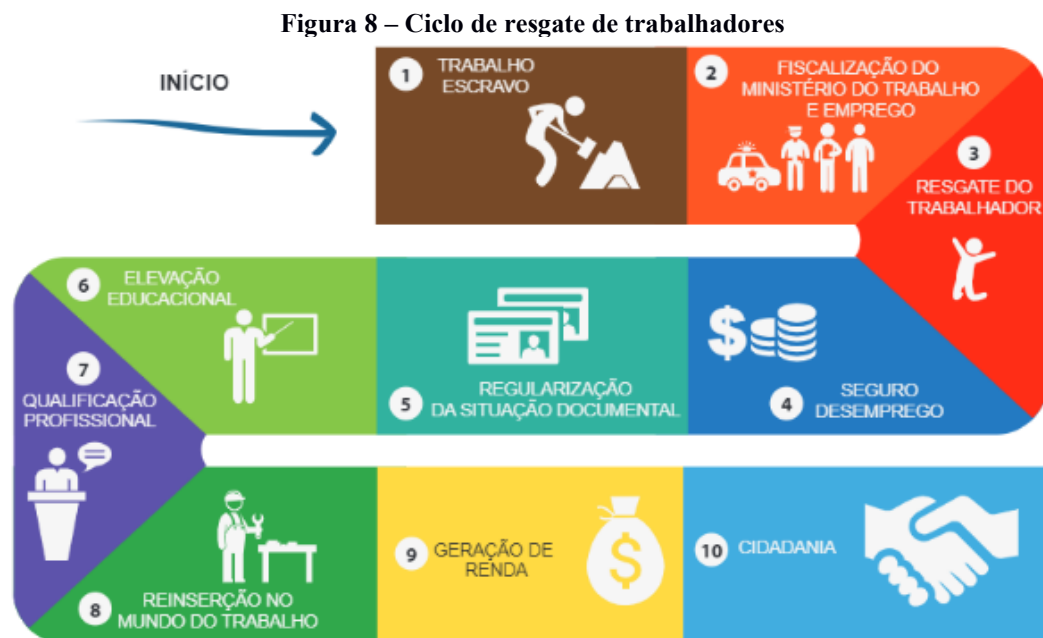 Figura 8 – Ciclo de resgate de trabalhadores
INÍCIO
1 TRABALHO
ESCRAVO
2 FISCALIZAÇÃO DO
MINISTÉRIO DO TRABALHO
E EMPREGO
3
RESGATE DO
TRABALHADOR
$
4 SEGURO
DESEMPREGO
5 REGULARIZAÇÃO
DA SITUAÇÃO DOCUMENTAL
6 ELEVAÇÃO
EDUCACIONAL
7
QUALIFICAÇÃO
PROFISSIONAL
8 REINSERÇÃO NO
MUNDO DO TRABALHO
9 GERAÇÃO DE
RENDA
$
10 CIDADANIA